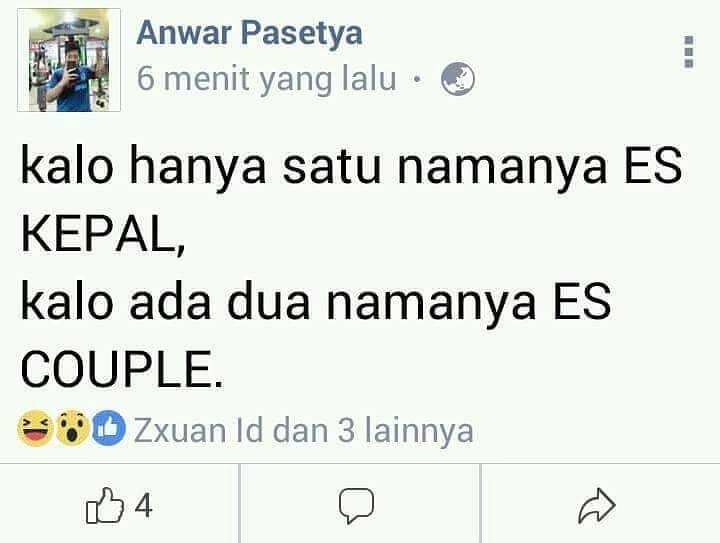 Anwar Pasetya
6 menit yang lalu ·
kalo hanya satu namanya ES
KEPAL,
kalo ada dua namanya ES
COUPLE.
Zxuan Id dan 3 lainnya
4